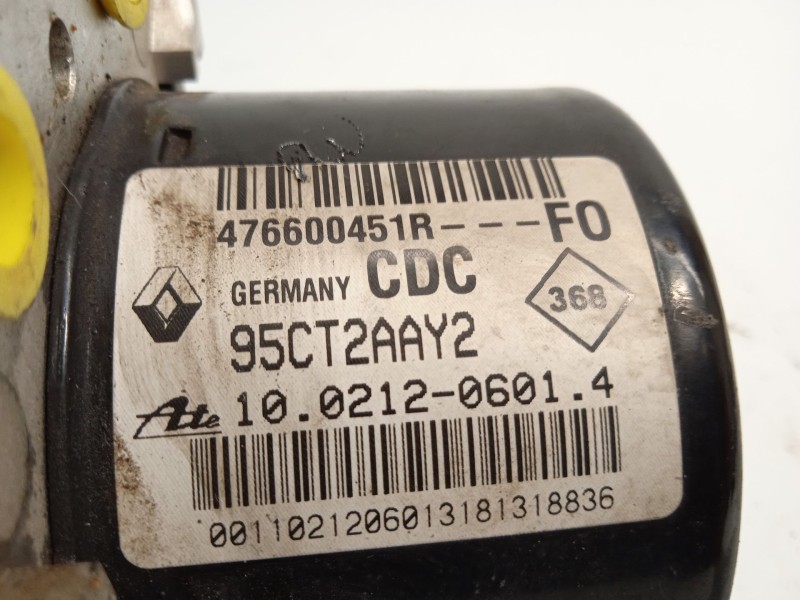 476600451R---FO
GERMANY CDC
368
95CT2AAY2
Ate 10.0212-0601.4
0011021206013181318836